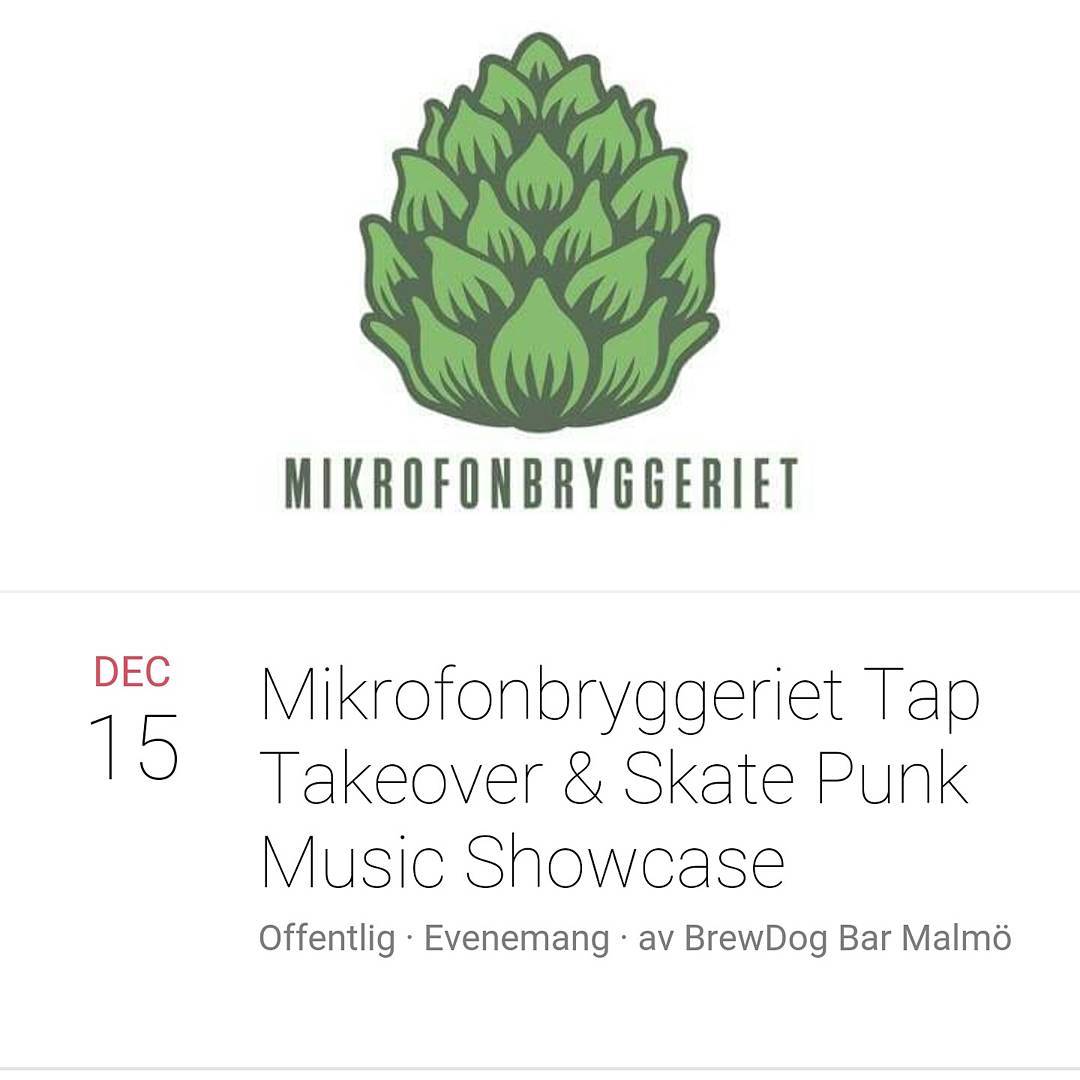 MIKROFONBRYGGERIET
DEC
15
Mikrofonbryggeriet Tap
Takeover & Skate Punk
Music Showcase
Offentlig · Evenemang · av BrewDog Bar Malmö